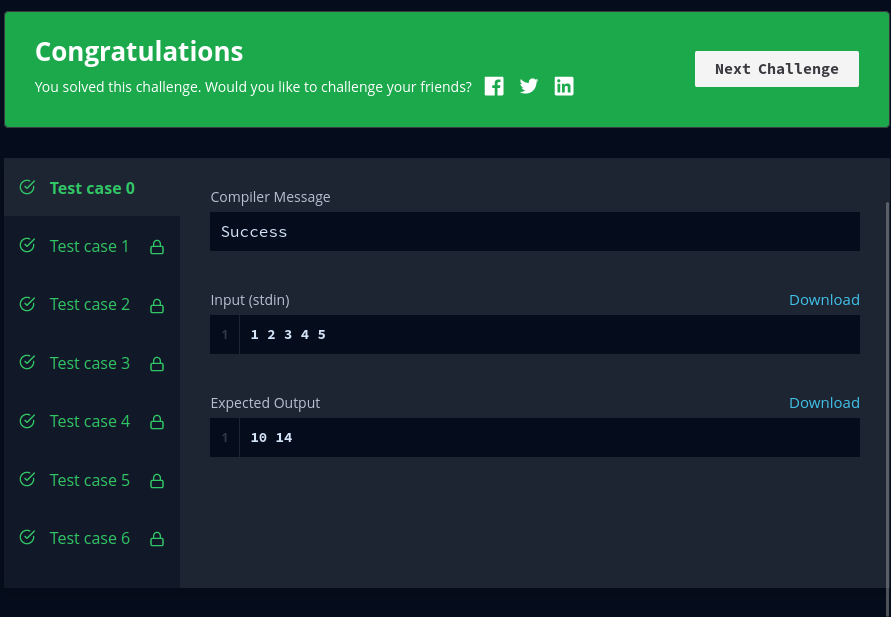 Congratulations
You solved this challenge. Would you like to challenge your friends?
Next Challenge
Test case 0
Test case 1
Test case 2
Test case 3
Test case 4
Test case 5
Test case 6
Compiler Message
Success
Input (stdin) Download
1 1 2 3 4 5
Expected Output Download
1 10 14